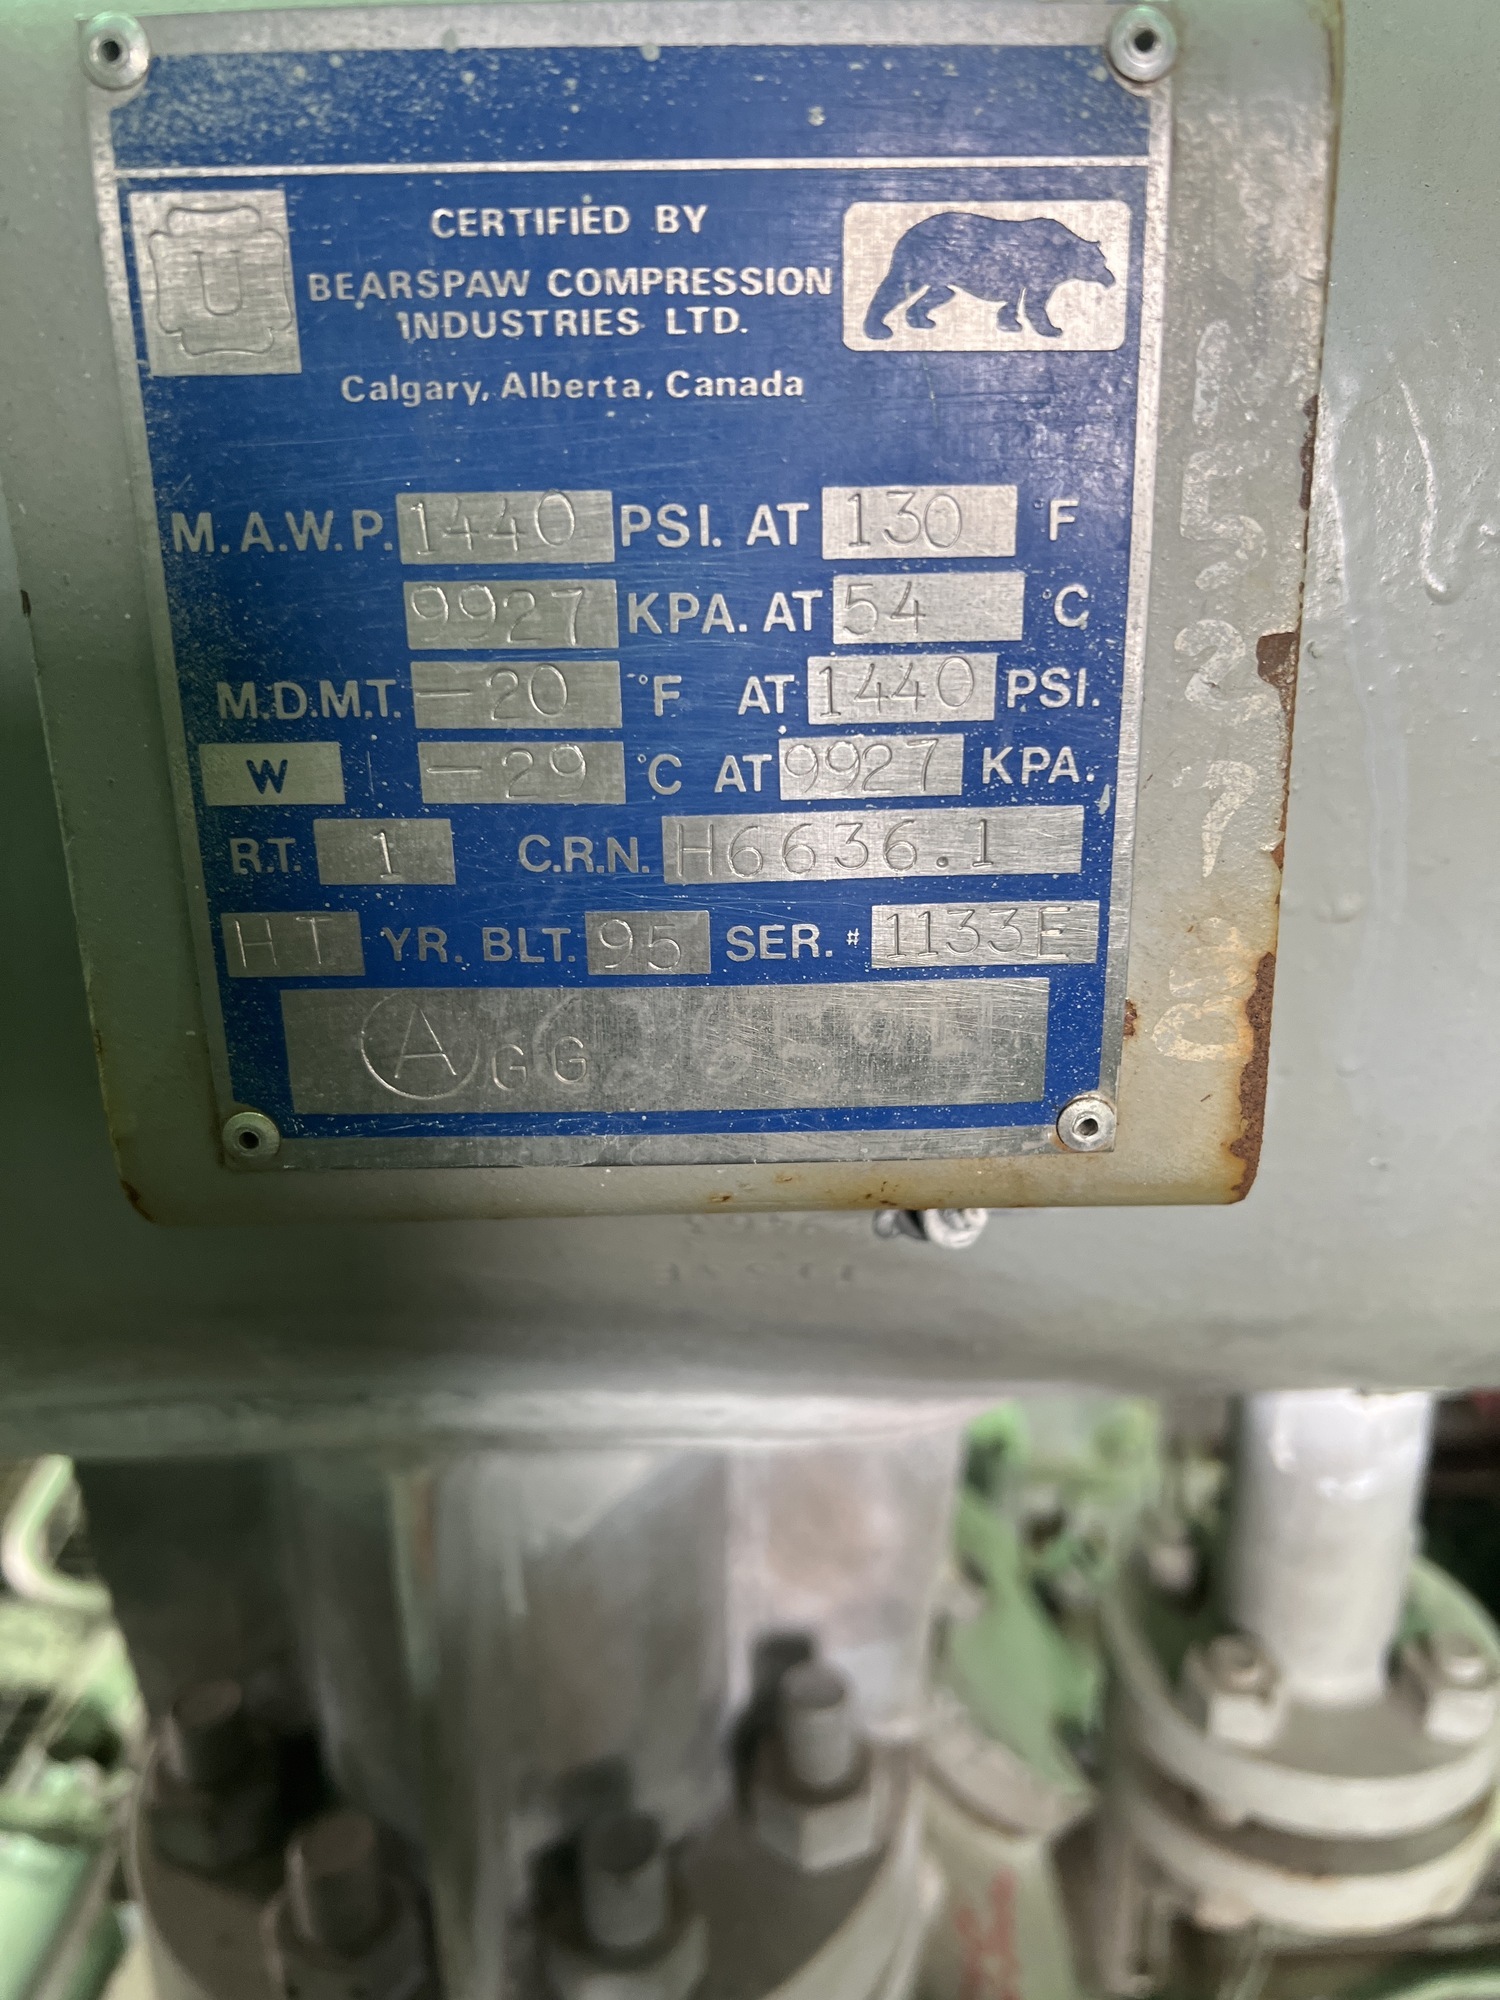 U
CERTIFIED BY
BEARSPAW COMPRESSION
INDUSTRIES LTD.
Calgary, Alberta, Canada
M.A.W.P. 1440 PSI. AT 130 °F
9927 KPA. AT 54 °C
M.D.M.T. -20 °F AT 1440 PSI.
W -29 °C AT 9927 KPA.
R.T. 1 C.R.N. H6636.1
HT YR. BLT. 95 SER. # 1133E
A GG